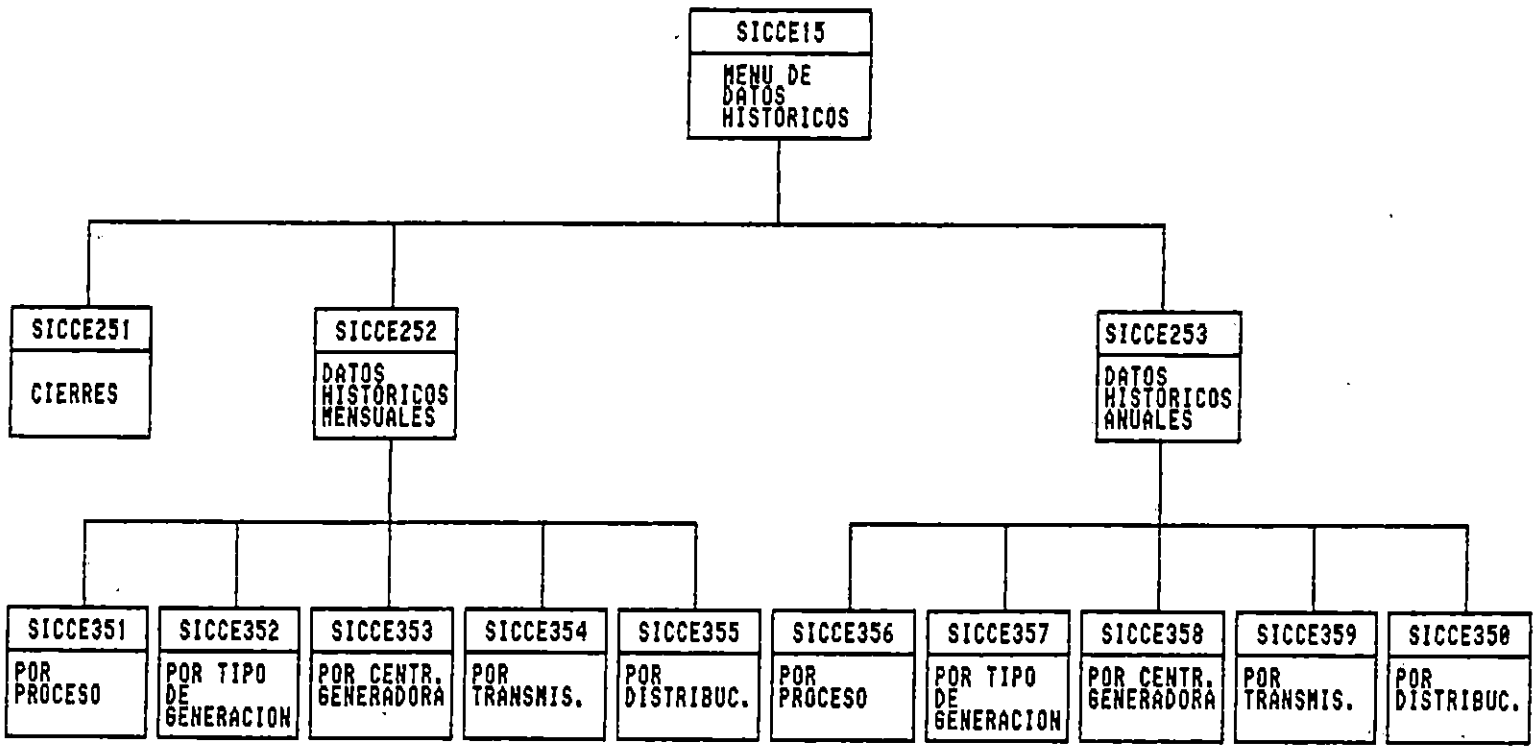 SICCE15
MENU DE
DATOS
HISTORICOS
SICCE251
CIERRES
SICCE252
DATOS
HISTORICOS
MENSUALES
SICCE253
DATOS
HISTORICOS
ANUALES
SICCE351
POR
PROCESO
SICCE352
POR TIPO
DE
GENERACION
SICCE353
POR CENTR.
GENERADORA
SICCE354
POR
TRANSMIS.
SICCE355
POR
DISTRIBUC.
SICCE356
POR
PROCESO
SICCE357
POR TIPO
DE
GENERACION
SICCE358
POR CENTR.
GENERADORA
SICCE359
POR
TRANSMIS.
SICCE350
POR
DISTRIBUC.